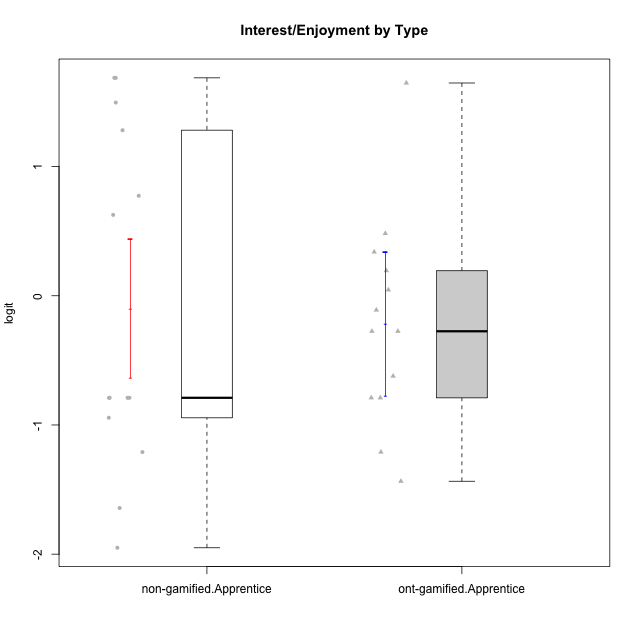 Interest/Enjoyment by Type
logit
1
0
-1
-2
non-gamified.Apprentice
ont-gamified.Apprentice